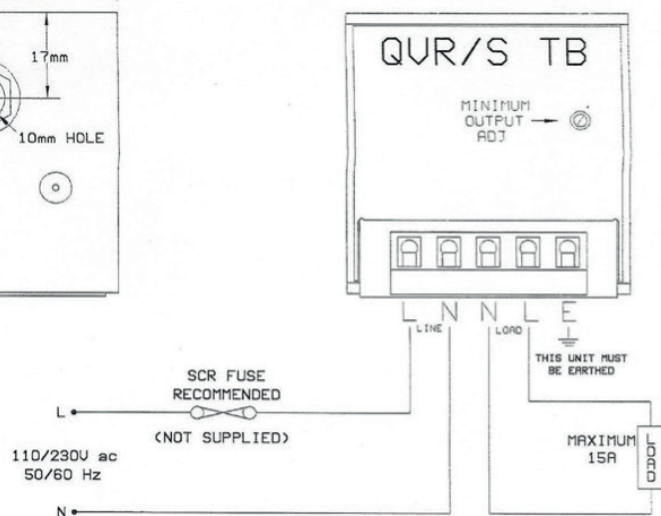 17mm
10mm HOLE
QVR/S TB
MINIMUM
OUTPUT
ADJ
L N N L E
LINE LOAD
THIS UNIT MUST
BE EARTHED
SCR FUSE
RECOMMENDED
(NOT SUPPLIED)
L
110/230V ac
50/60 Hz
N
MAXIMUM
15A
LOAD